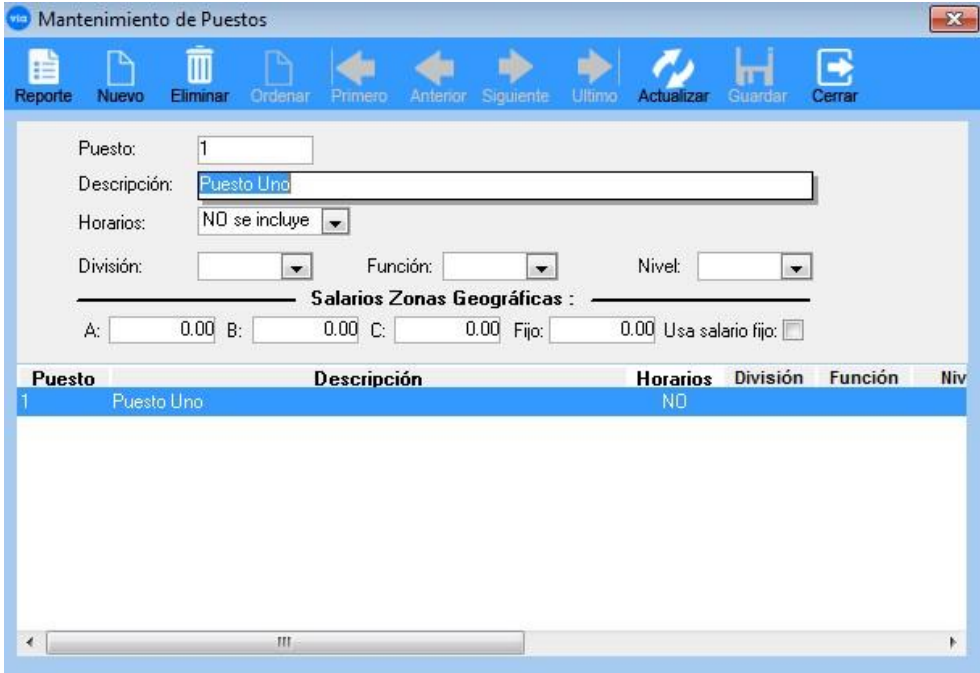 via Mantenimiento de Puestos
Reporte Nuevo Eliminar Ordenar Primero Anterior Siguiente Ultimo Actualizar Guardar Cerrar
Puesto: 1
Descripción: Puesto Uno
Horarios: NO se incluye
División: Función: Nivel:
Salarios Zonas Geográficas :
A: 0.00 B: 0.00 C: 0.00 Fijo: 0.00 Usa salario fijo:
Puesto Descripción Horarios División Función Niv
1 Puesto Uno NO